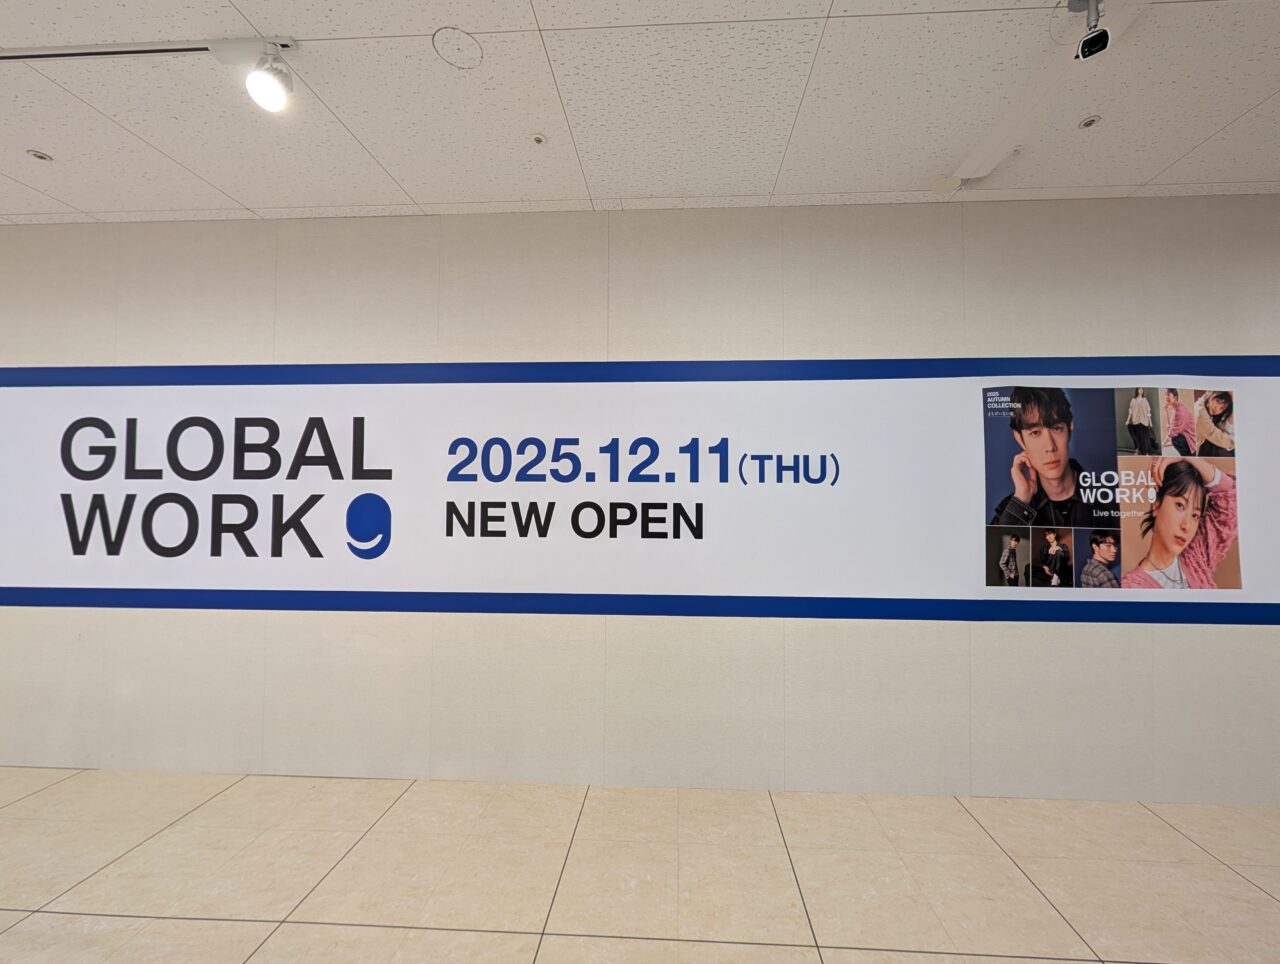 GLOBAL
WORK
2025.12.11(THU)
NEW OPEN
2025
AUTUMN
COLLECTION
GLOBAL
WORK
Live together